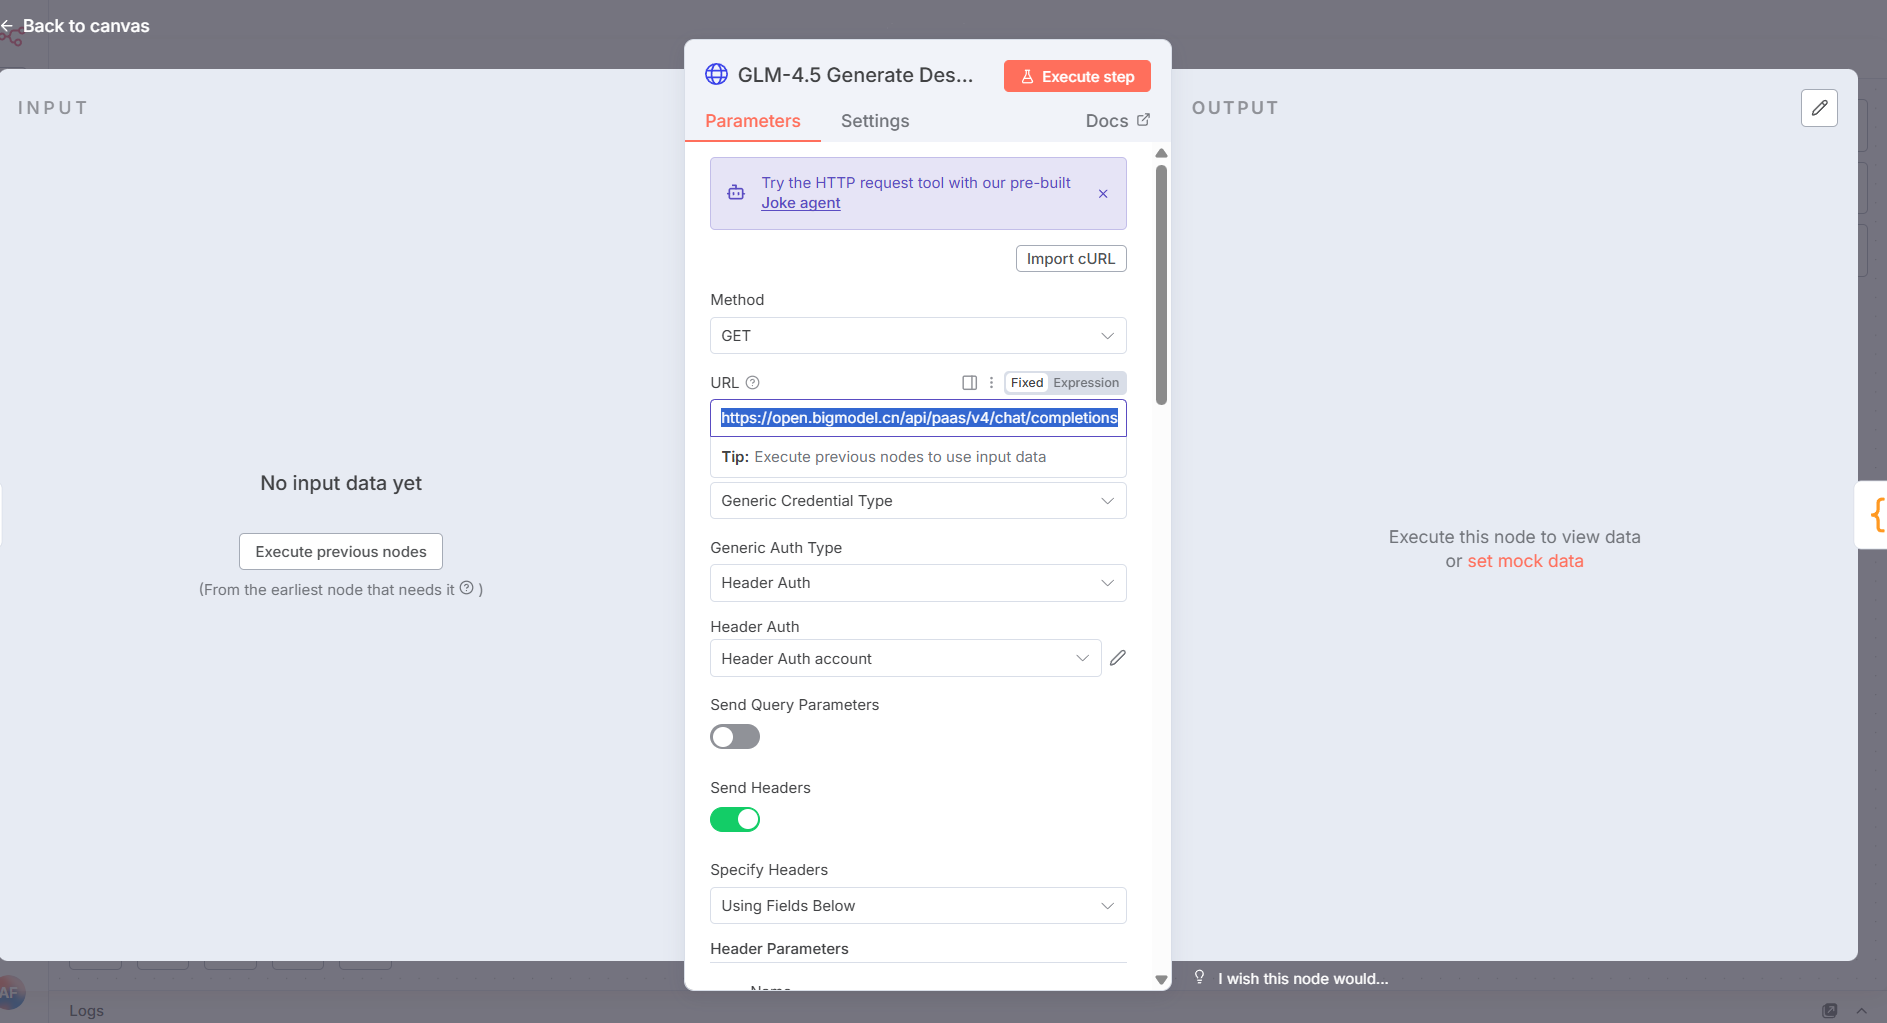 Back to canvas
INPUT
No input data yet
Execute previous nodes
(From the earliest node that needs it ? )
GLM-4.5 Generate Des...
Execute step
Parameters
Settings
Docs
Try the HTTP request tool with our pre-built
Joke agent
Import cURL
Method
GET
URL
Fixed
Expression
https://open.bigmodel.cn/api/paas/v4/chat/completions
Tip: Execute previous nodes to use input data
Generic Credential Type
Generic Auth Type
Header Auth
Header Auth
Header Auth account
Send Query Parameters
Send Headers
Specify Headers
Using Fields Below
Header Parameters
Name
OUTPUT
Execute this node to view data
or set mock data
{
I wish this node would...
AF
Logs